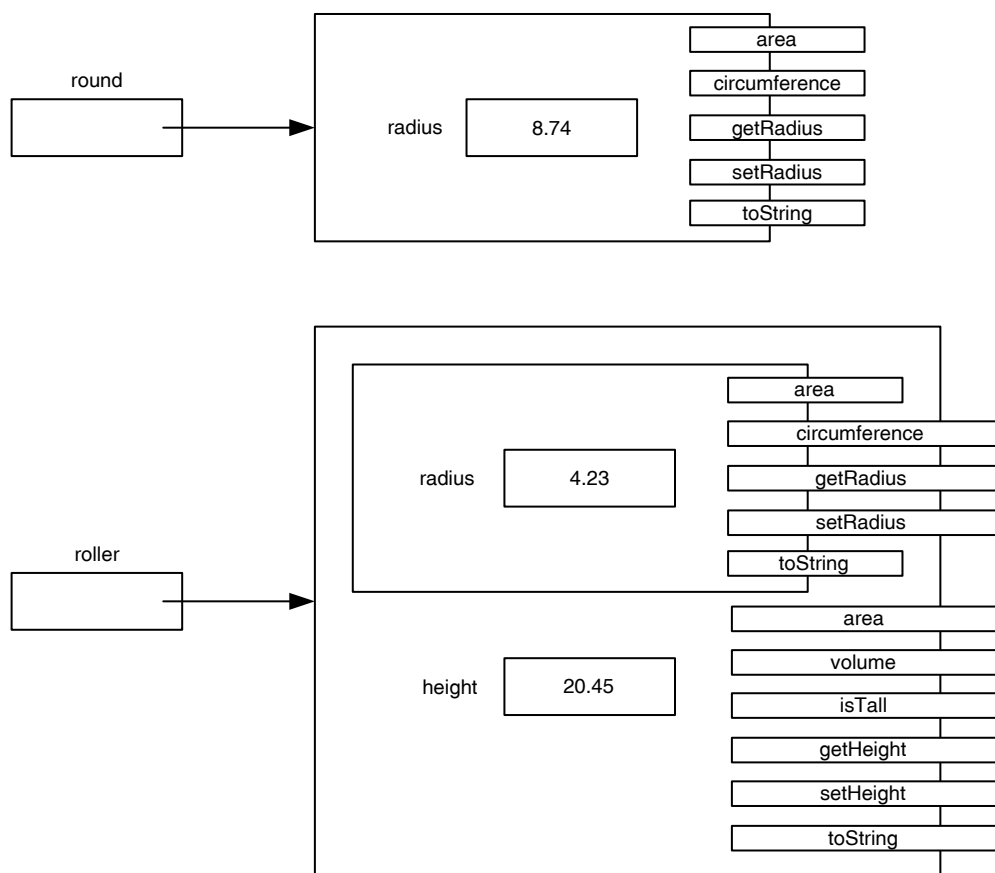 area
round
circumference
radius
8.74
getRadius
setRadius
toString
area
circumference
radius
4.23
getRadius
setRadius
roller
toString
area
volume
height
20.45
isTall
getHeight
setHeight
toString